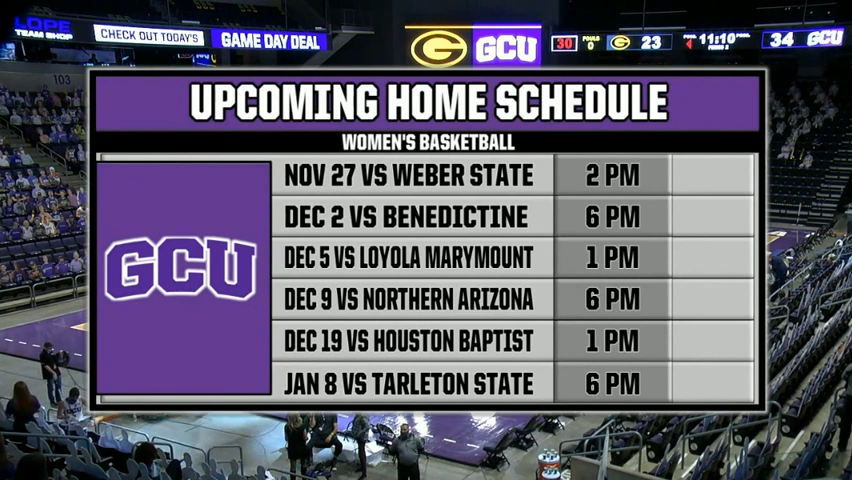 LOPE
TEAM SHOP
CHECK OUT TODAY'S
GAME DAY DEAL
G
GCU
30
FOULS
0
G
23
11:10
34
GCU
103
UPCOMING HOME SCHEDULE
WOMEN'S BASKETBALL
GCU
NOV 27 VS WEBER STATE 2 PM
DEC 2 VS BENEDICTINE 6 PM
DEC 5 VS LOYOLA MARYMOUNT 1 PM
DEC 9 VS NORTHERN ARIZONA 6 PM
DEC 19 VS HOUSTON BAPTIST 1 PM
JAN 8 VS TARLETON STATE 6 PM